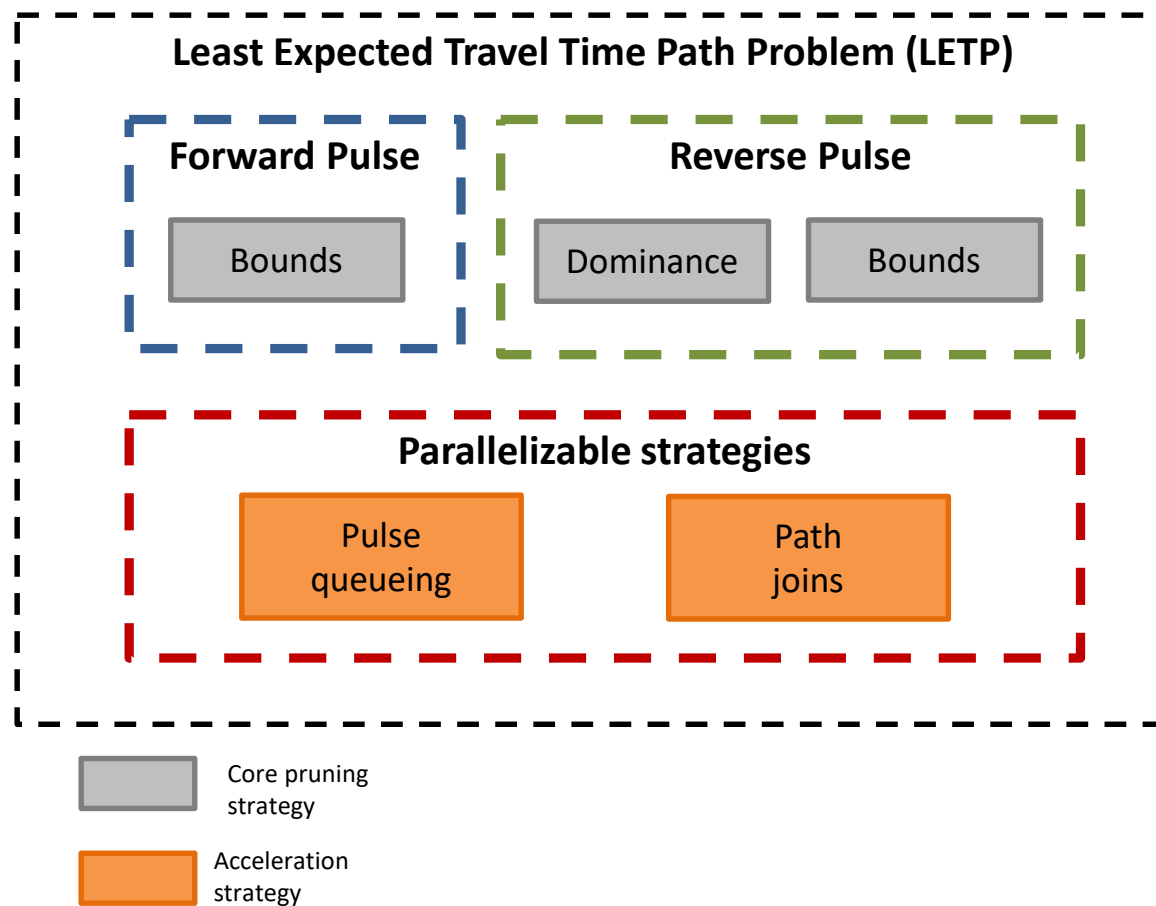 Least Expected Travel Time Path Problem (LETP)
Forward Pulse
Reverse Pulse
Bounds
Dominance
Bounds
Parallelizable strategies
Pulse
queueing
Path
joins
Core pruning
strategy
Acceleration
strategy